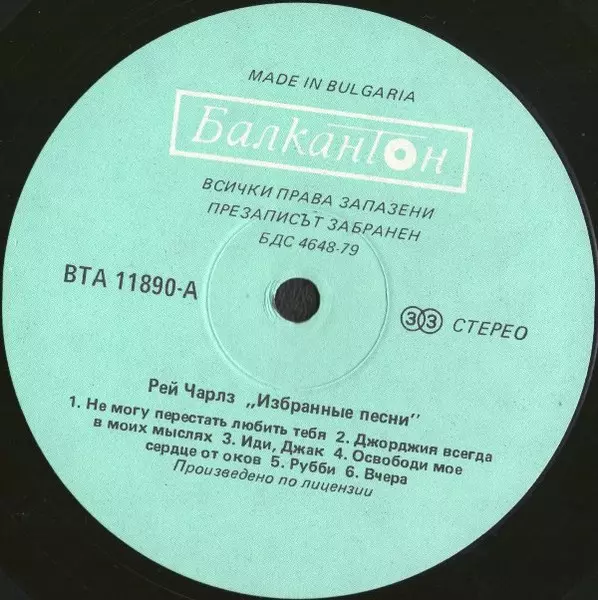 MADE IN BULGARIA
БалканТон
ВСИЧКИ ПРАВА ЗАПАЗЕНИ
ПРЕЗАПИСЪТ ЗАБРАНЕН
БДС 4648-79
ВТА 11890-А
33 СТЕРЕО
Рей Чарлз „Избранные песни"
1. Не могу перестать любить тебя 2. Джорджия всегда
в моих мыслях 3. Иди, Джак 4. Освободи мое
сердце от оков 5. Рубби 6. Вчера
Произведено по лицензии